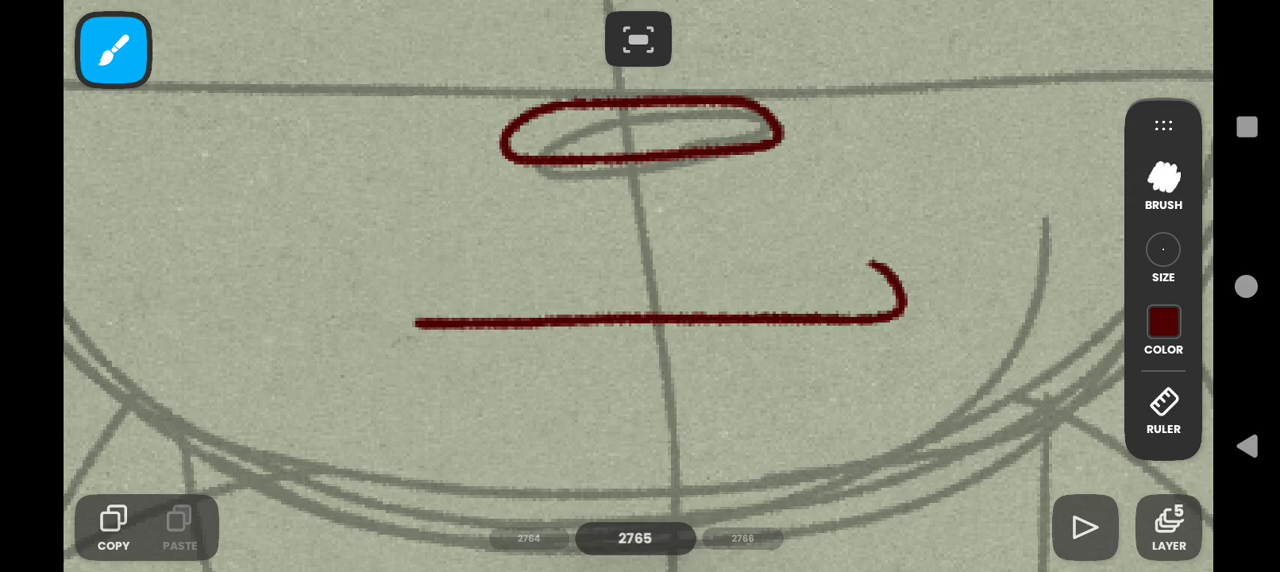 BRUSH
SIZE
COLOR
RULER
COPY
PASTE
2764
2765
2766
5
LAYER